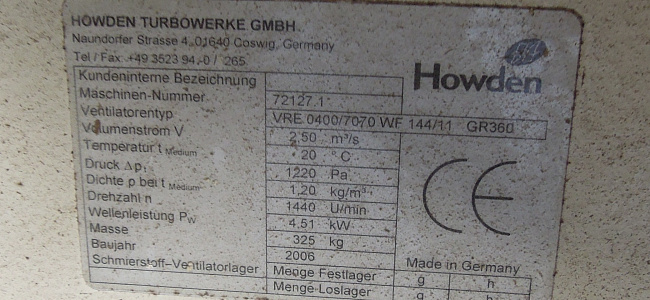 HOWDEN TURBOWERKE GMBH
Naundorfer Strasse 4, 01640 Coswig, Germany
Tel / Fax +49 3523 94-0 / 265
Howden
Kundeninterne Bezeichnung
Maschinen-Nummer 72127.1
Ventilatorentyp VRE 0400/7070 WF 144/11 GR360
Volumenstrom V 2,50 m³/s
Temperatur t Medium 20 °C
Druck Δp 1220 Pa
Dichte ρ bei t Medium 1,20 kg/m³
Drehzahl n 1440 U/min
Wellenleistung Pw 4,51 kW
Masse 325 kg
Baujahr 2006
Schmierstoff-Ventilatorlager Menge Festlager g h
Menge-Loslager g h
CE
Made in Germany